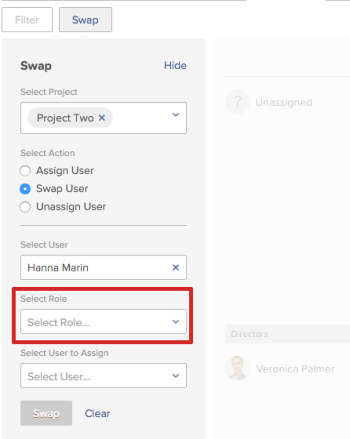 Filter
Swap
Swap
Hide
Select Project
Project Two ×
Select Action
Assign User
Swap User
Unassign User
Select User
Hanna Marin ×
Select Role
Select Role...
Select User to Assign
Select User...
Swap
Clear
? Unassigned
Directors
Veronica Palmer